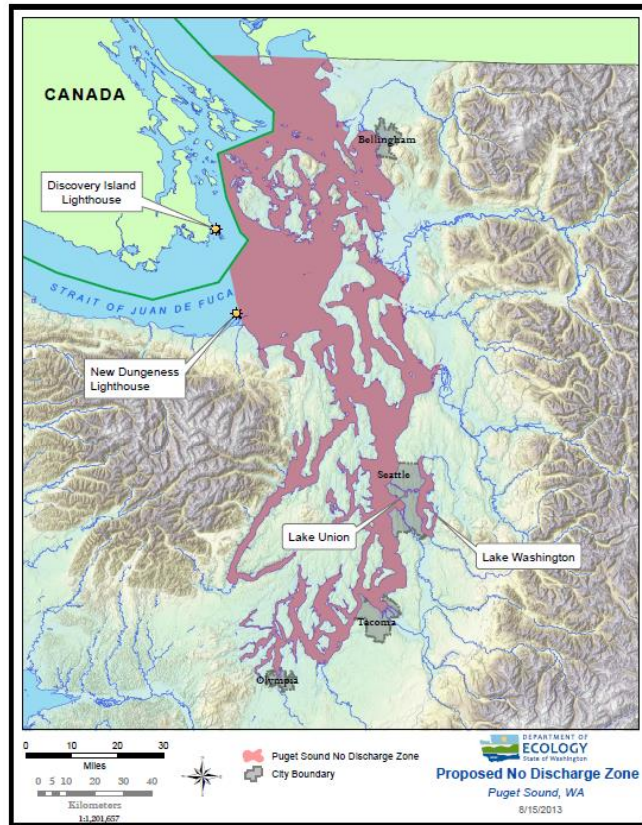 CANADA
Bellingham
Discovery Island
Lighthouse
STRAIT OF JUAN DE FUCA
New Dungeness
Lighthouse
Seattle
Lake Union
Lake Washington
Tacoma
Olympia
0 10 20 30
Miles
0 5 10 20 30 40
Kilometers
1:1,201,657
Puget Sound No Discharge Zone
City Boundary
DEPARTMENT OF
ECOLOGY
State of Washington
Proposed No Discharge Zone
Puget Sound, WA
8/15/2013